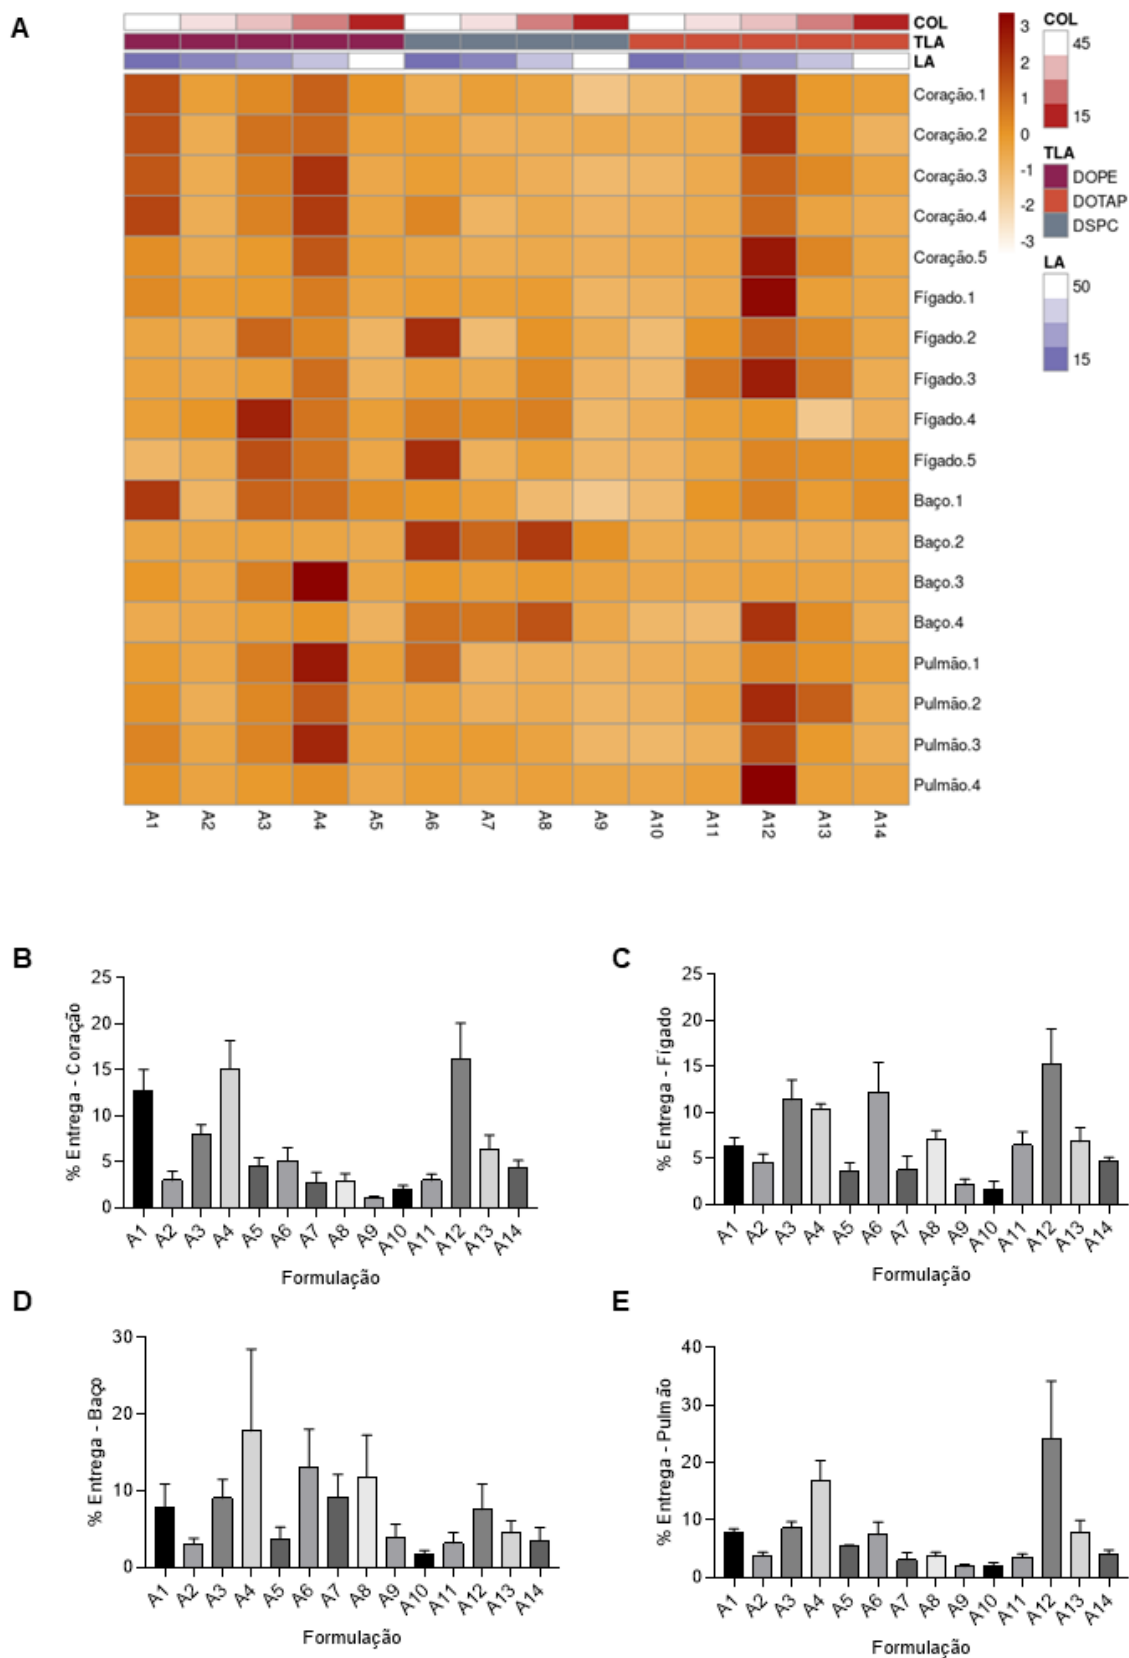 A
COL
TLA
LA
3
2
1
0
-1
-2
-3
COL
45
15
TLA
DOPE
DOTAP
DSPC
LA
50
15
Coração.1
Coração.2
Coração.3
Coração.4
Coração.5
Fígado.1
Fígado.2
Fígado.3
Fígado.4
Fígado.5
Baço.1
Baço.2
Baço.3
Baço.4
Pulmão.1
Pulmão.2
Pulmão.3
Pulmão.4
A1 A2 A3 A4 A5 A6 A7 A8 A9 A10 A11 A12 A13 A14
B
% Entrega - Coração
25
20
15
10
5
0
A1 A2 A3 A4 A5 A6 A7 A8 A9 A10 A11 A12 A13 A14
Formulação
C
% Entrega - Fígado
25
20
15
10
5
0
A1 A2 A3 A4 A5 A6 A7 A8 A9 A10 A11 A12 A13 A14
Formulação
D
% Entrega - Baço
30
20
10
0
A1 A2 A3 A4 A5 A6 A7 A8 A9 A10 A11 A12 A13 A14
Formulação
E
% Entrega - Pulmão
40
30
20
10
0
A1 A2 A3 A4 A5 A6 A7 A8 A9 A10 A11 A12 A13 A14
Formulação